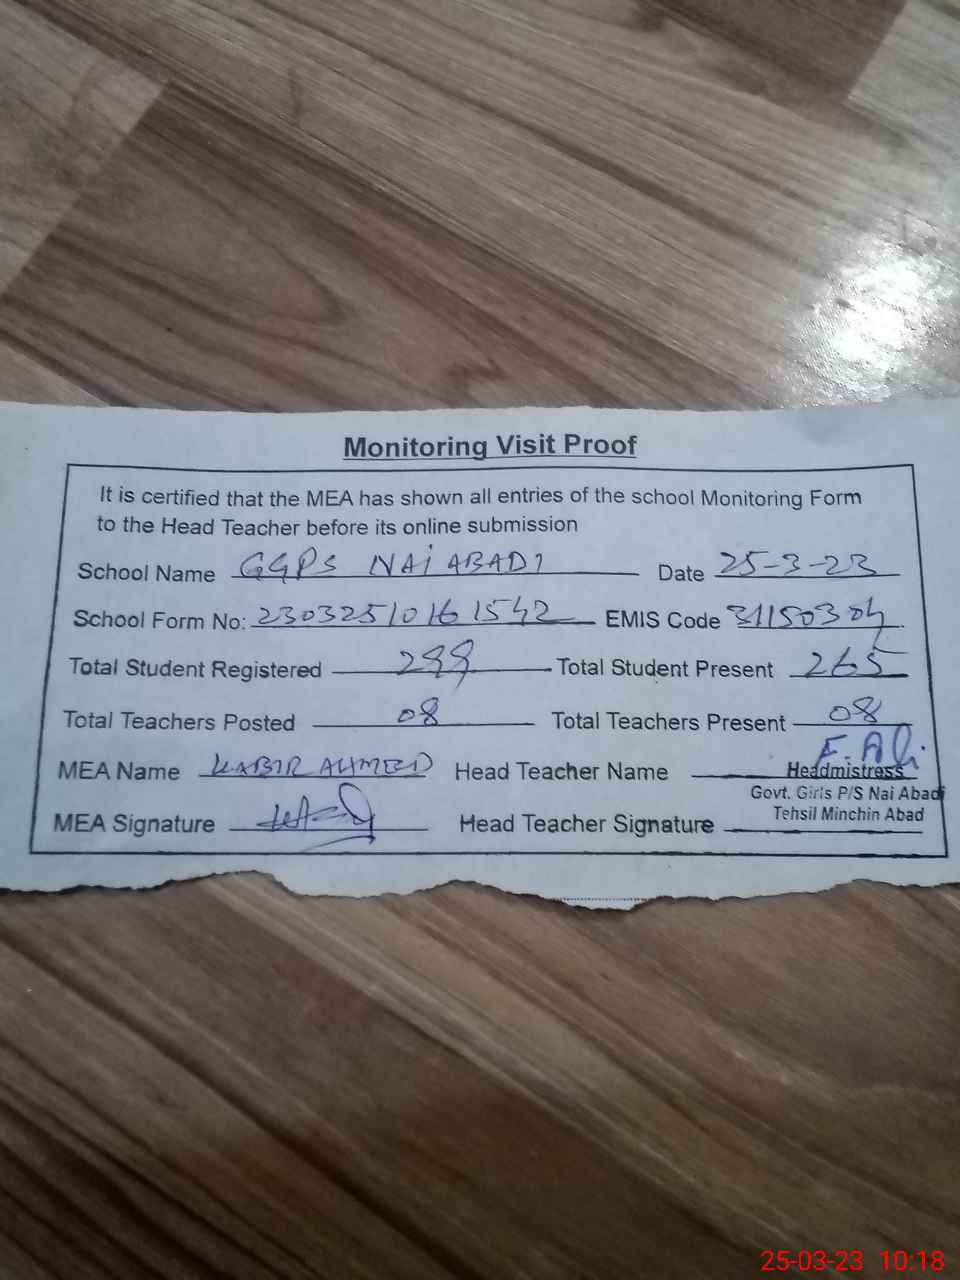 Monitoring Visit Proof
It is certified that the MEA has shown all entries of the school Monitoring Form
to the Head Teacher before its online submission
School Name GGPS NAI ABADI Date 25-3-23
School Form No: 23032510161542 EMIS Code 31150304
Total Student Registered 299 Total Student Present 265
Total Teachers Posted 08 Total Teachers Present 08
MEA Name KABIR AHMED Head Teacher Name F. Ali
Headmistress
Govt. Girls P/S Nai Abadi
Tehsil Minchin Abad
MEA Signature Head Teacher Signature
25-03-23 10:18